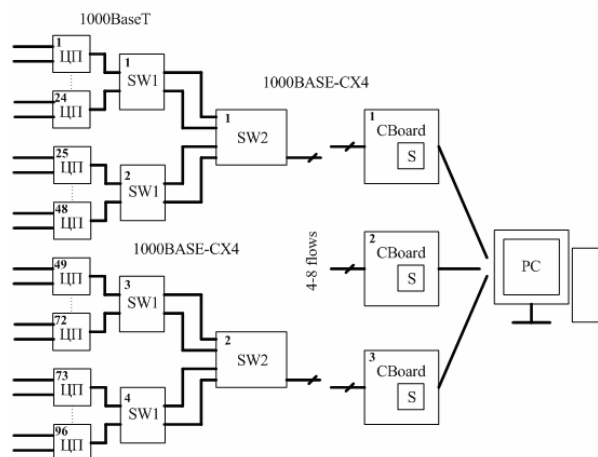 1000BaseT
1
ЦП
24
ЦП
1
SW1
1000BASE-CX4
1
SW2
1
CBoard
S
25
ЦП
48
ЦП
2
SW1
1000BASE-CX4
4-8 flows
2
CBoard
S
PC
49
ЦП
72
ЦП
3
SW1
2
SW2
3
CBoard
S
73
ЦП
96
ЦП
4
SW1